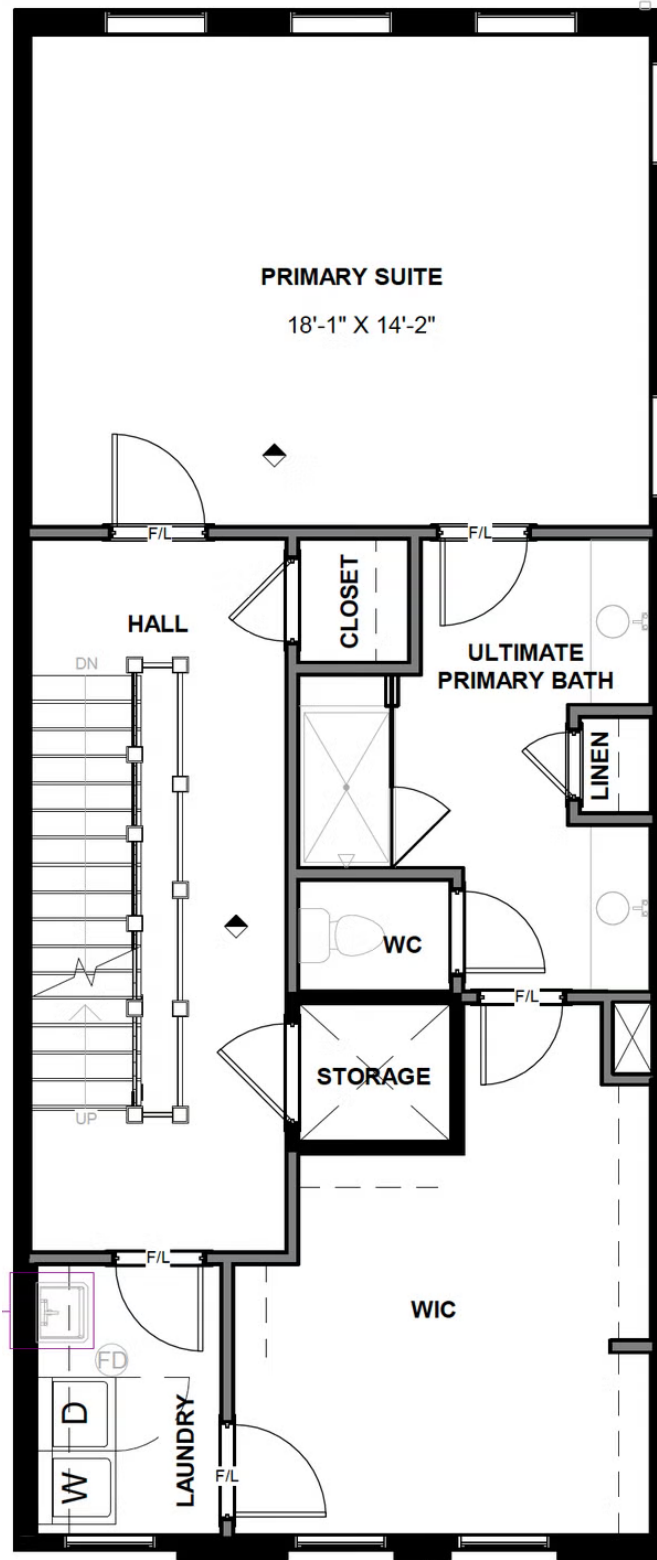 PRIMARY SUITE
18'-1" X 14'-2"
F/L
F/L
CLOSET
HALL
ULTIMATE
PRIMARY BATH
DN
LINEN
WC
F/L
STORAGE
UP
F/L
WIC
FD
D
LAUNDRY
W
F/L